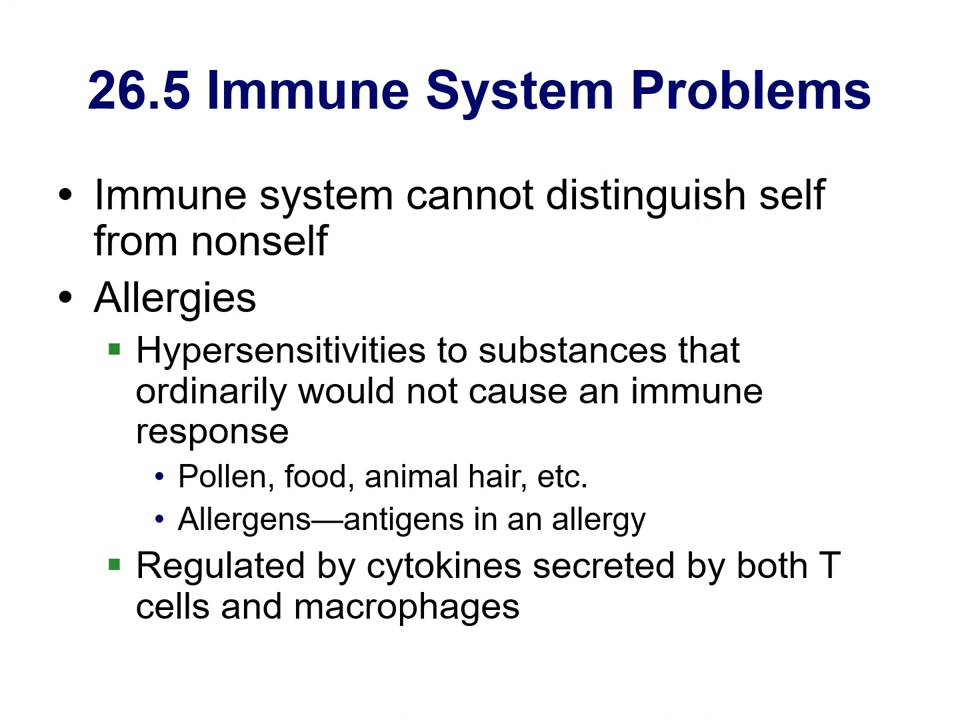 26.5 Immune System Problems
• Immune system cannot distinguish self
from nonself
• Allergies
▪ Hypersensitivities to substances that
ordinarily would not cause an immune
response
• Pollen, food, animal hair, etc.
• Allergens—antigens in an allergy
▪ Regulated by cytokines secreted by both T
cells and macrophages